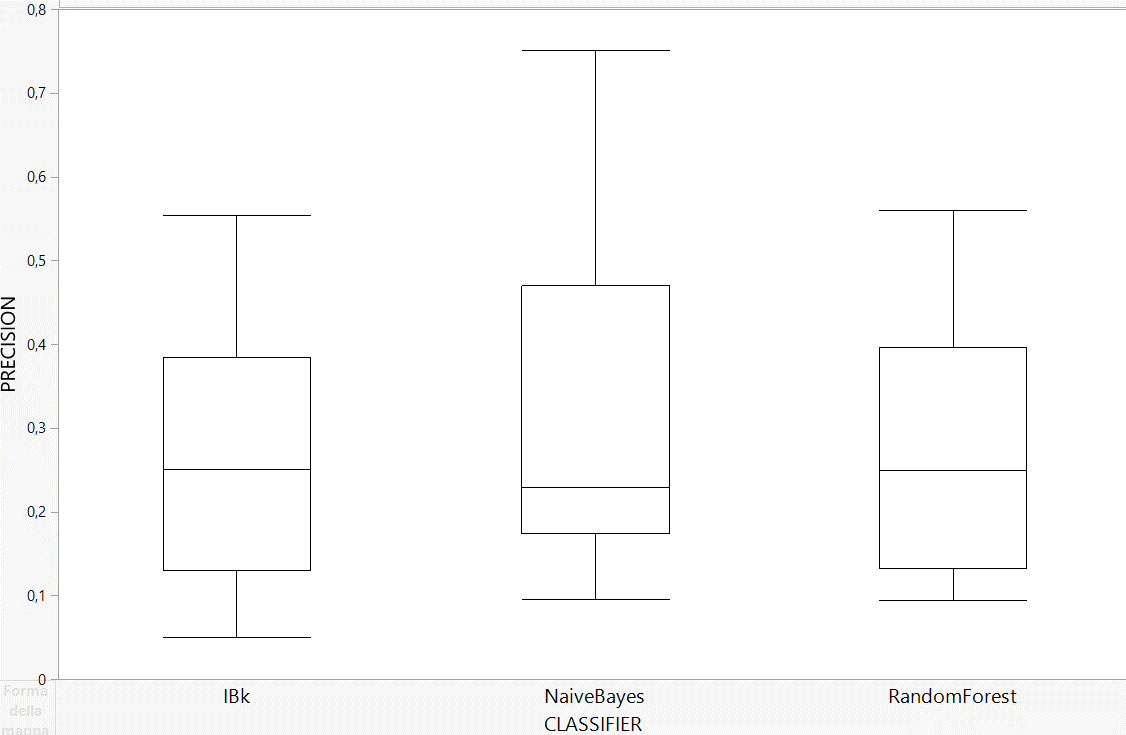 0,8
0,7
0,6
0,5
0,4
0,3
0,2
0,1
0
PRECISION
IBk
NaiveBayes
RandomForest
CLASSIFIER
Forma
della
mappa